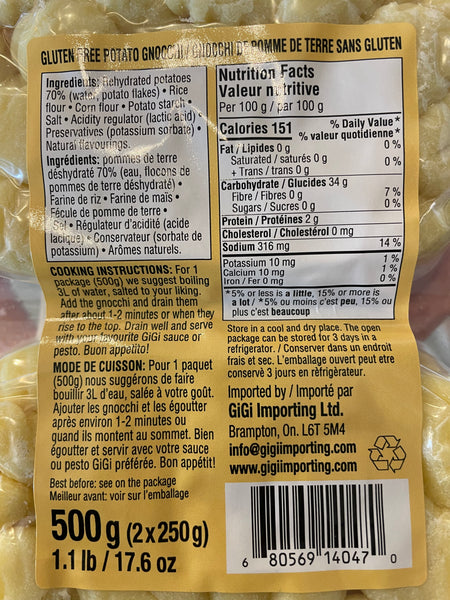 GLUTEN FREE POTATO GNOCCHI / GNOCCHI DE POMME DE TERRE SANS GLUTEN
Ingredients: Rehydrated potatoes
70% (water, potato flakes) • Rice
flour • Corn flour • Potato starch •
Salt • Acidity regulator (lactic acid) •
Preservatives (potassium sorbate) •
Natural flavourings.
Ingrédients: pommes de terre
déshydraté 70% (eau, flocons de
pommes de terre déshydraté) •
Farine de riz • Farine de maïs •
Fécule de pomme de terre •
Sel • Régulateur d'acidité (acide
lactique) • Conservateur (sorbate de
potassium) • Arômes naturels.
COOKING INSTRUCTIONS: For 1
package (500g) we suggest boiling
3L of water, salted to your liking.
Add the gnocchi and drain them
after about 1-2 minutes or when they
rise to the top. Drain well and serve
with your favourite GiGi sauce or
pesto. Buon appetito!
MODE DE CUISSON: Pour 1 paquet
(500g) nous suggérons de faire
bouillir 3L d'eau, salée à votre goût.
Ajouter les gnocchi et les égoutter
après environ 1-2 minutes ou
quand ils montent au sommet. Bien
égoutter et servir avec votre sauce
ou pesto GiGi préférée. Bon appétit!
Best before: see on the package
Meilleur avant: voir sur l'emballage
500 g (2x250g)
1.1 lb / 17.6 oz
Nutrition Facts
Valeur nutritive
Per 100 g / par 100 g
Calories 151
% Daily Value*
% valeur quotidienne*
Fat / Lipides 0 g 0 %
Saturated / saturés 0 g
+ Trans / trans 0 g 0 %
Carbohydrate / Glucides 34 g
Fibre / Fibres 0 g 7 %
Sugars / Sucres 0 g 0 %
Protein / Protéines 2 g
Cholesterol / Cholestérol 0 mg
Sodium 316 mg 14 %
Potassium 10 mg 1 %
Calcium 10 mg 1 %
Iron / Fer 0 mg 0 %
*5% or less is a little, 15% or more is
a lot / *5% ou moins c'est peu, 15% ou
plus c'est beaucoup
Store in a cool and dry place. The open
package can be stored for 3 days in a
refrigerator. / Conserver dans un endroit
frais et sec. L'emballage ouvert peut etre
conservè 3 jours en rèfrigèrateur.
Imported by / Importé par
GiGi Importing Ltd.
Brampton, On. L6T 5M4
info@gigiimporting.com
www.gigiimporting.com
6 80569 14047 0